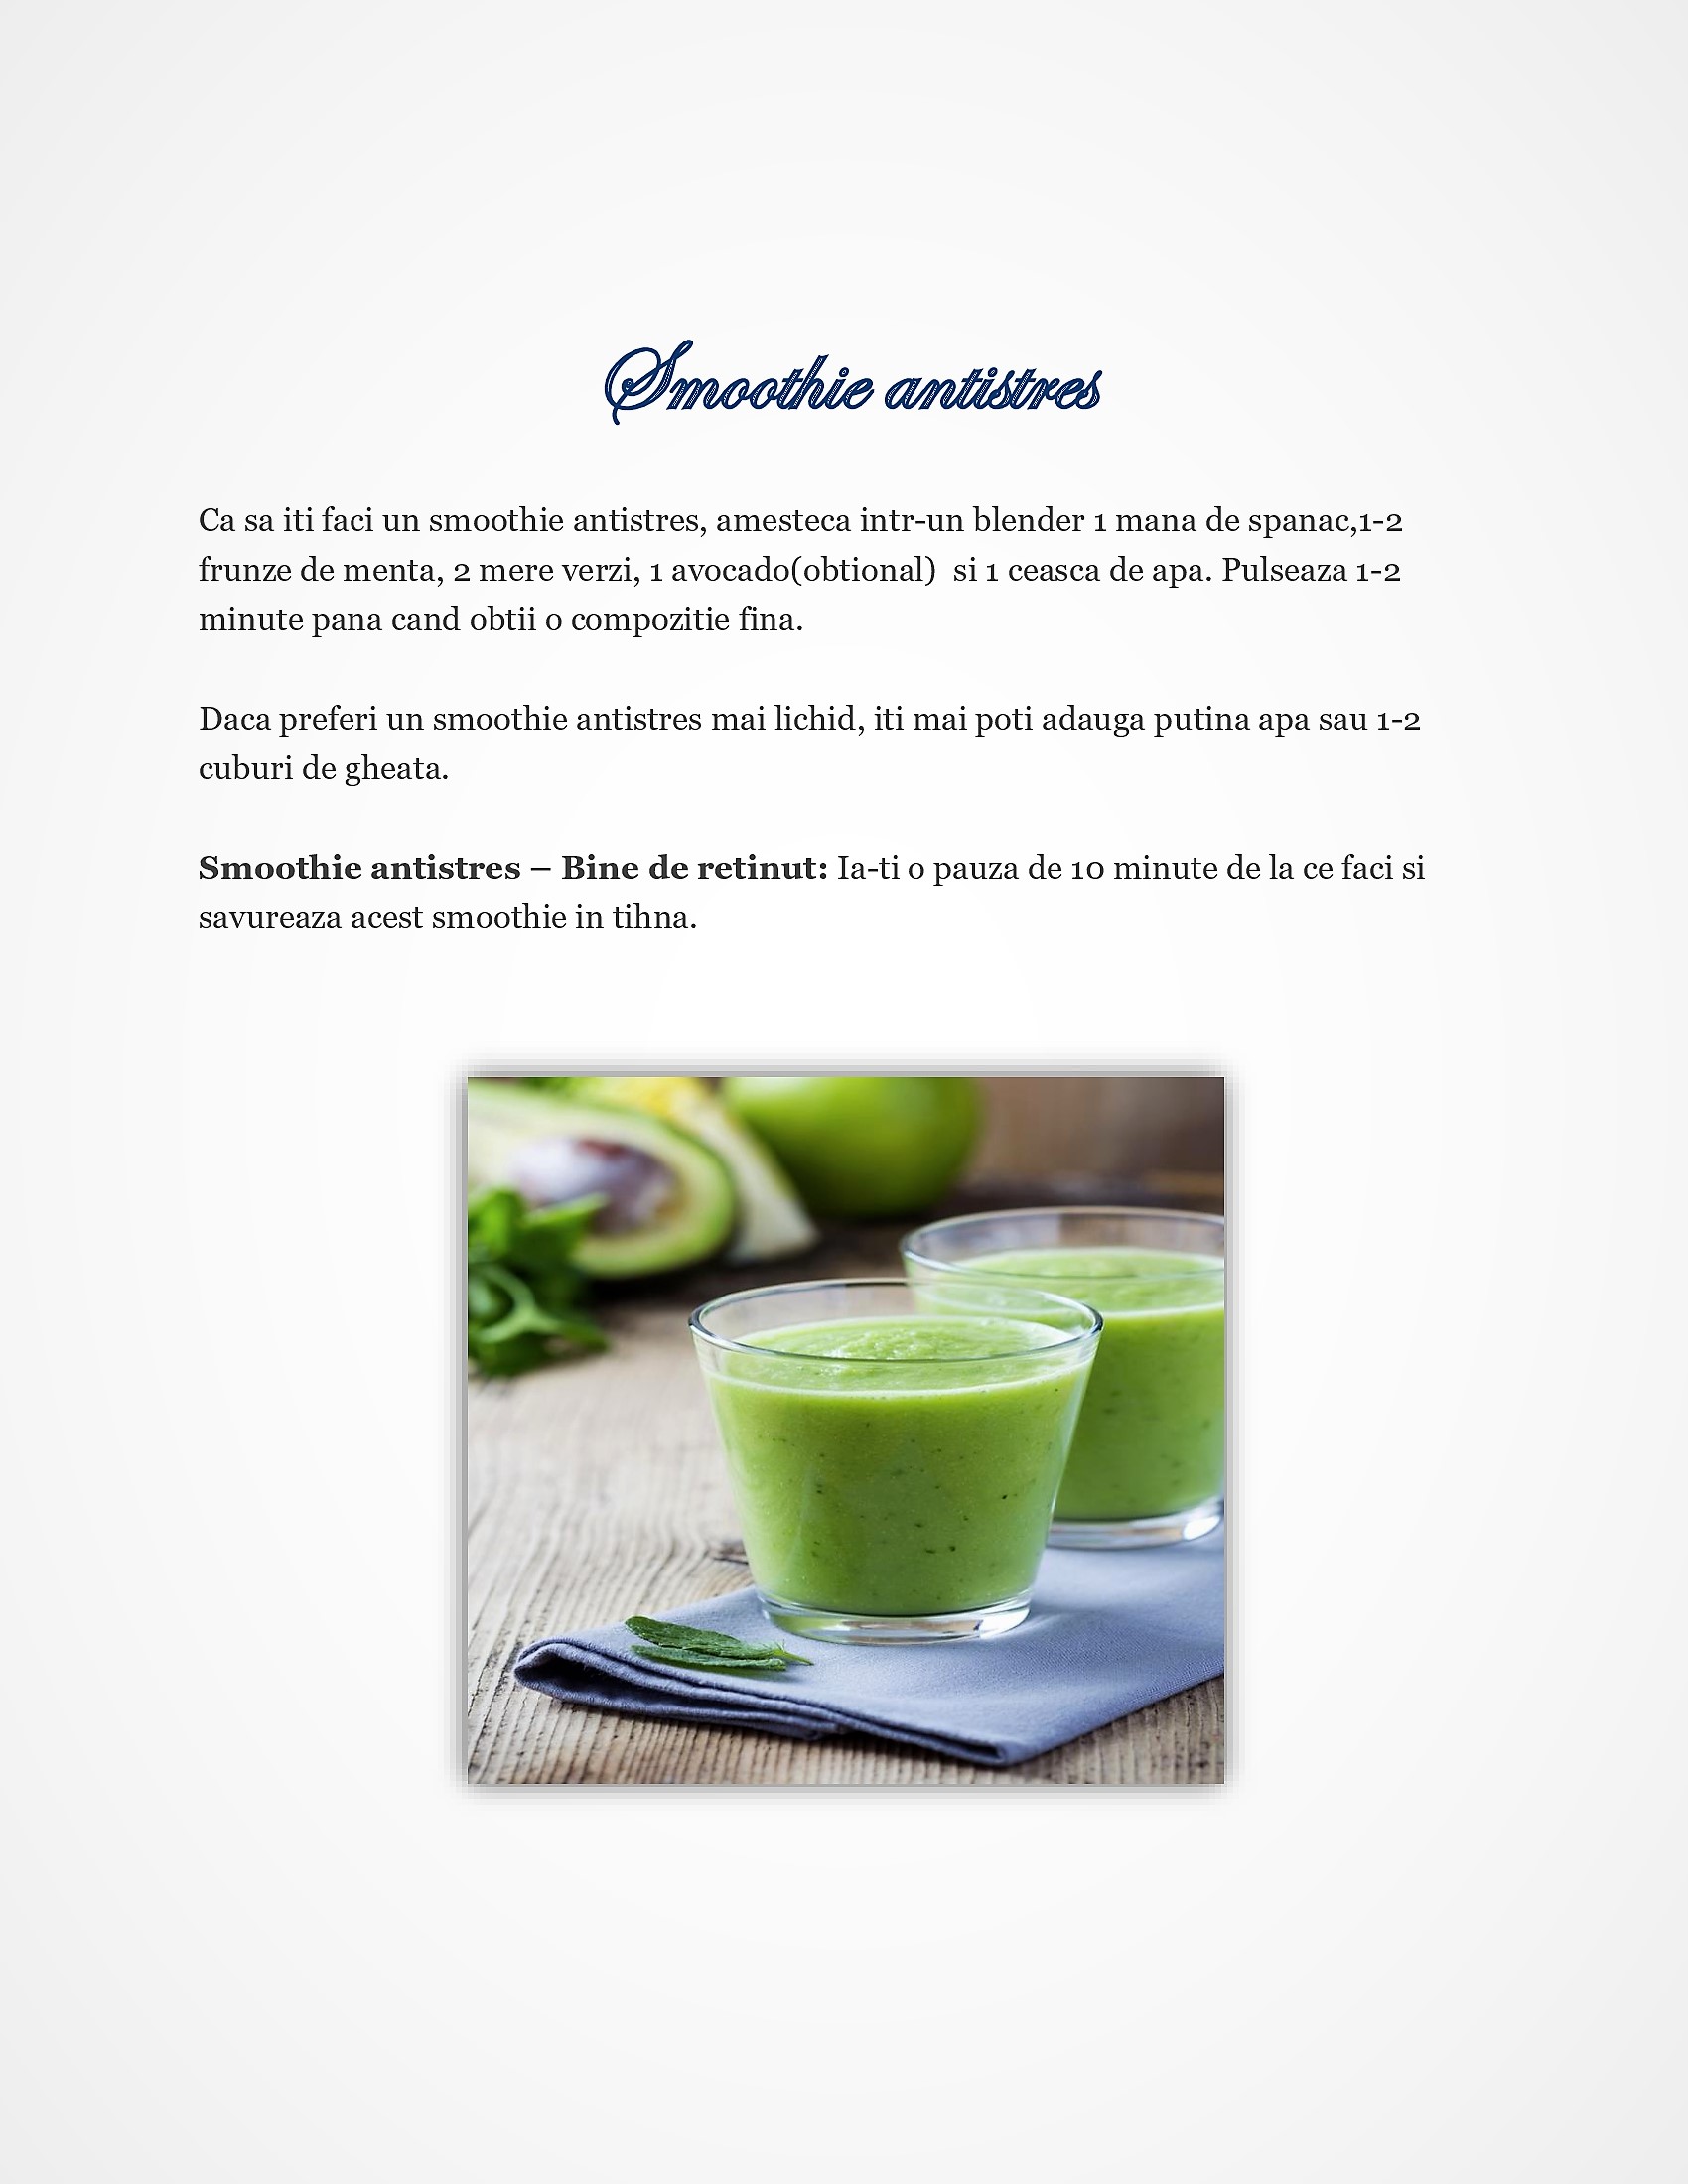 Smoothie antistres
Ca sa iti faci un smoothie antistres, amesteca intr-un blender 1 mana de spanac,1-2
frunze de menta, 2 mere verzi, 1 avocado(obtional)  si 1 ceasca de apa. Pulseaza 1-2
minute pana cand obtii o compozitie fina.
Daca preferi un smoothie antistres mai lichid, iti mai poti adauga putina apa sau 1-2
cuburi de gheata.
Smoothie antistres – Bine de retinut: Ia-ti o pauza de 10 minute de la ce faci si
savureaza acest smoothie in tihna.